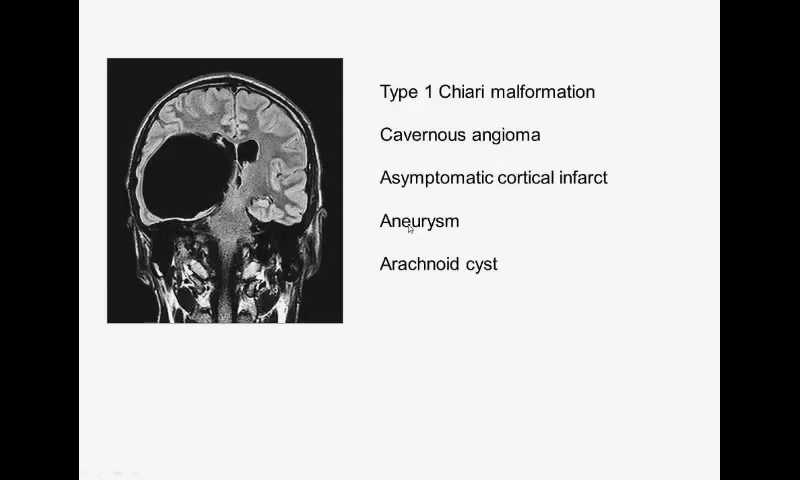 Type 1 Chiari malformation
Cavernous angioma
Asymptomatic cortical infarct
Aneurysm
Arachnoid cyst